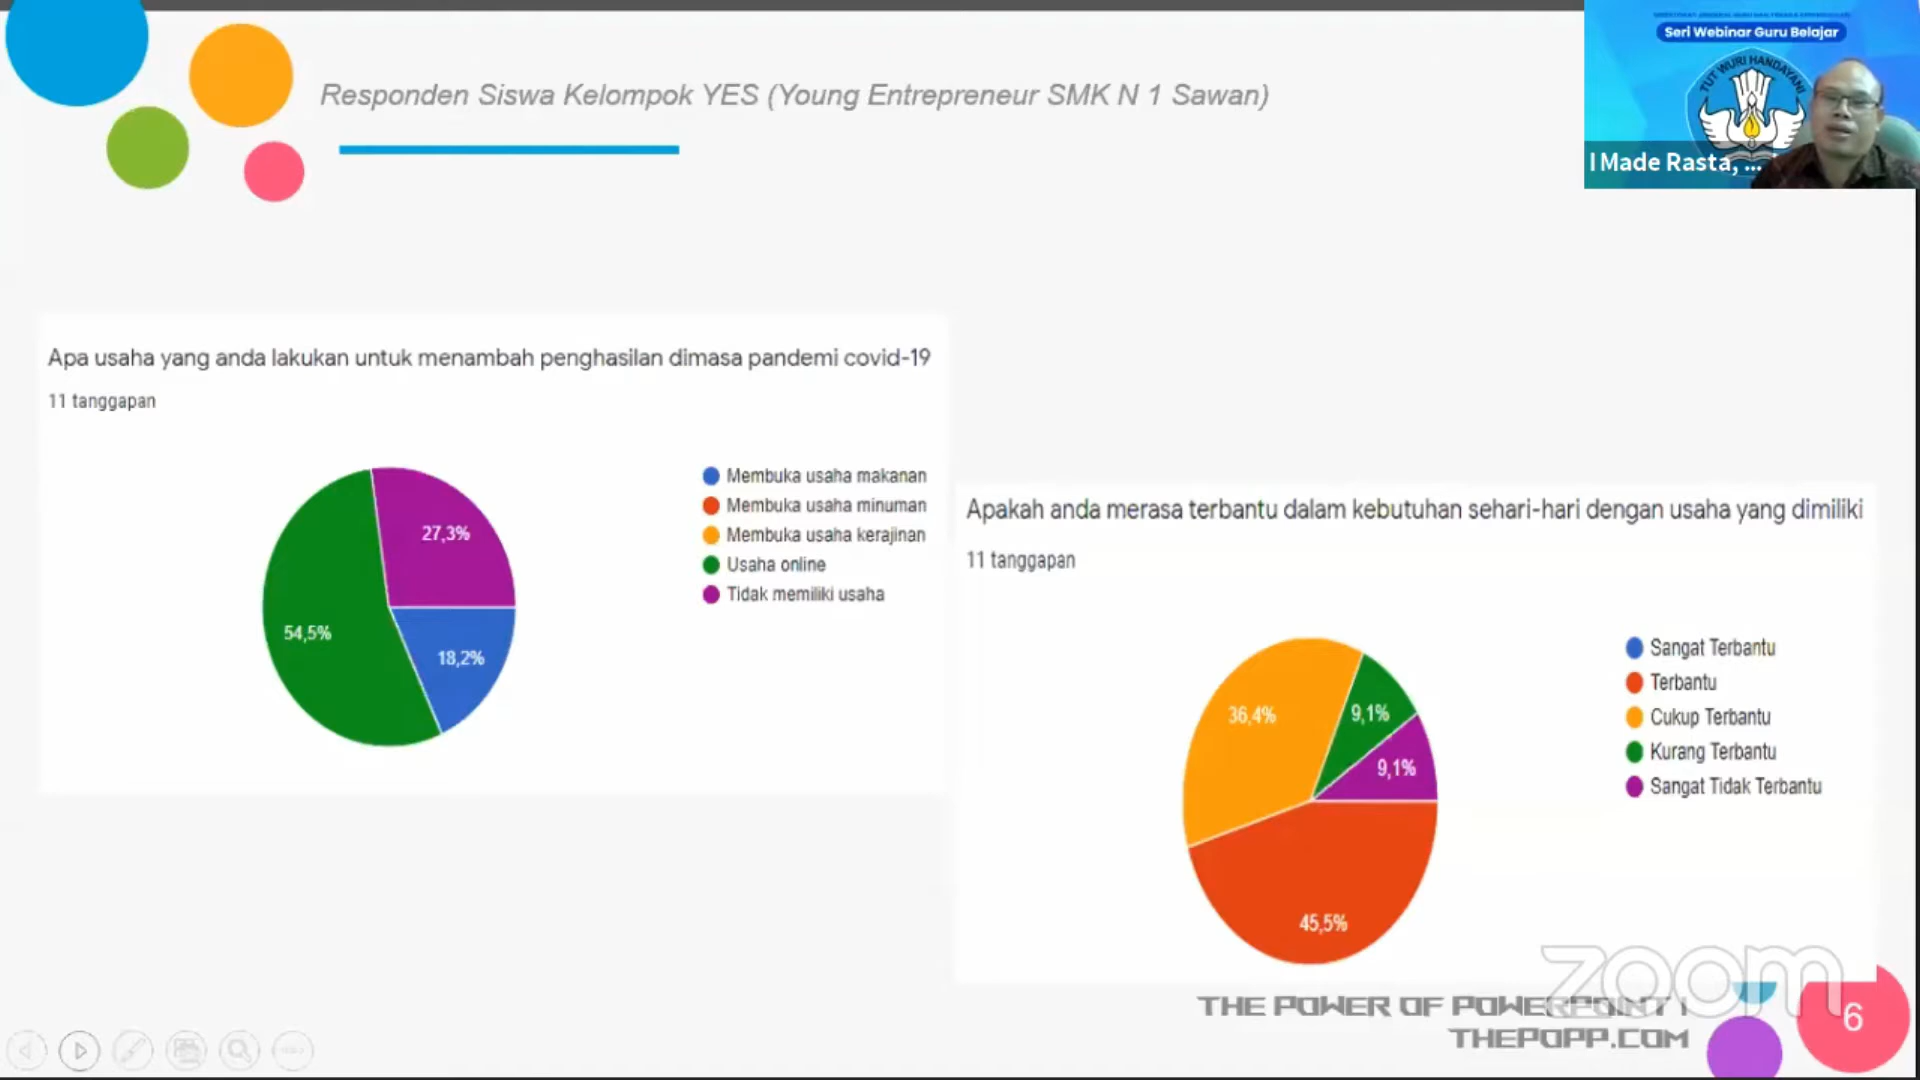 Responden Siswa Kelompok YES (Young Entrepreneur SMK N 1 Sawan)
Seri Webinar Guru Belajar
TUT WURI HANDAYANI
I Made Rasta, ...
Apa usaha yang anda lakukan untuk menambah penghasilan dimasa pandemi covid-19
11 tanggapan
27,3%
54,5%
18,2%
Membuka usaha makanan
Membuka usaha minuman
Membuka usaha kerajinan
Usaha online
Tidak memiliki usaha
Apakah anda merasa terbantu dalam kebutuhan sehari-hari dengan usaha yang dimiliki
11 tanggapan
36,4%
9,1%
9,1%
45,5%
Sangat Terbantu
Terbantu
Cukup Terbantu
Kurang Terbantu
Sangat Tidak Terbantu
zoom
THE POWER OF POWERPOINT |
THEPOPP.COM
6